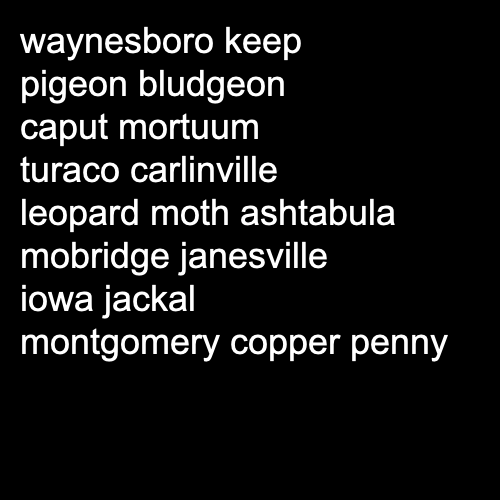 waynesboro keep
pigeon bludgeon
caput mortuum
turaco carlinville
leopard moth ashtabula
mobridge janesville
iowa jackal
montgomery copper penny